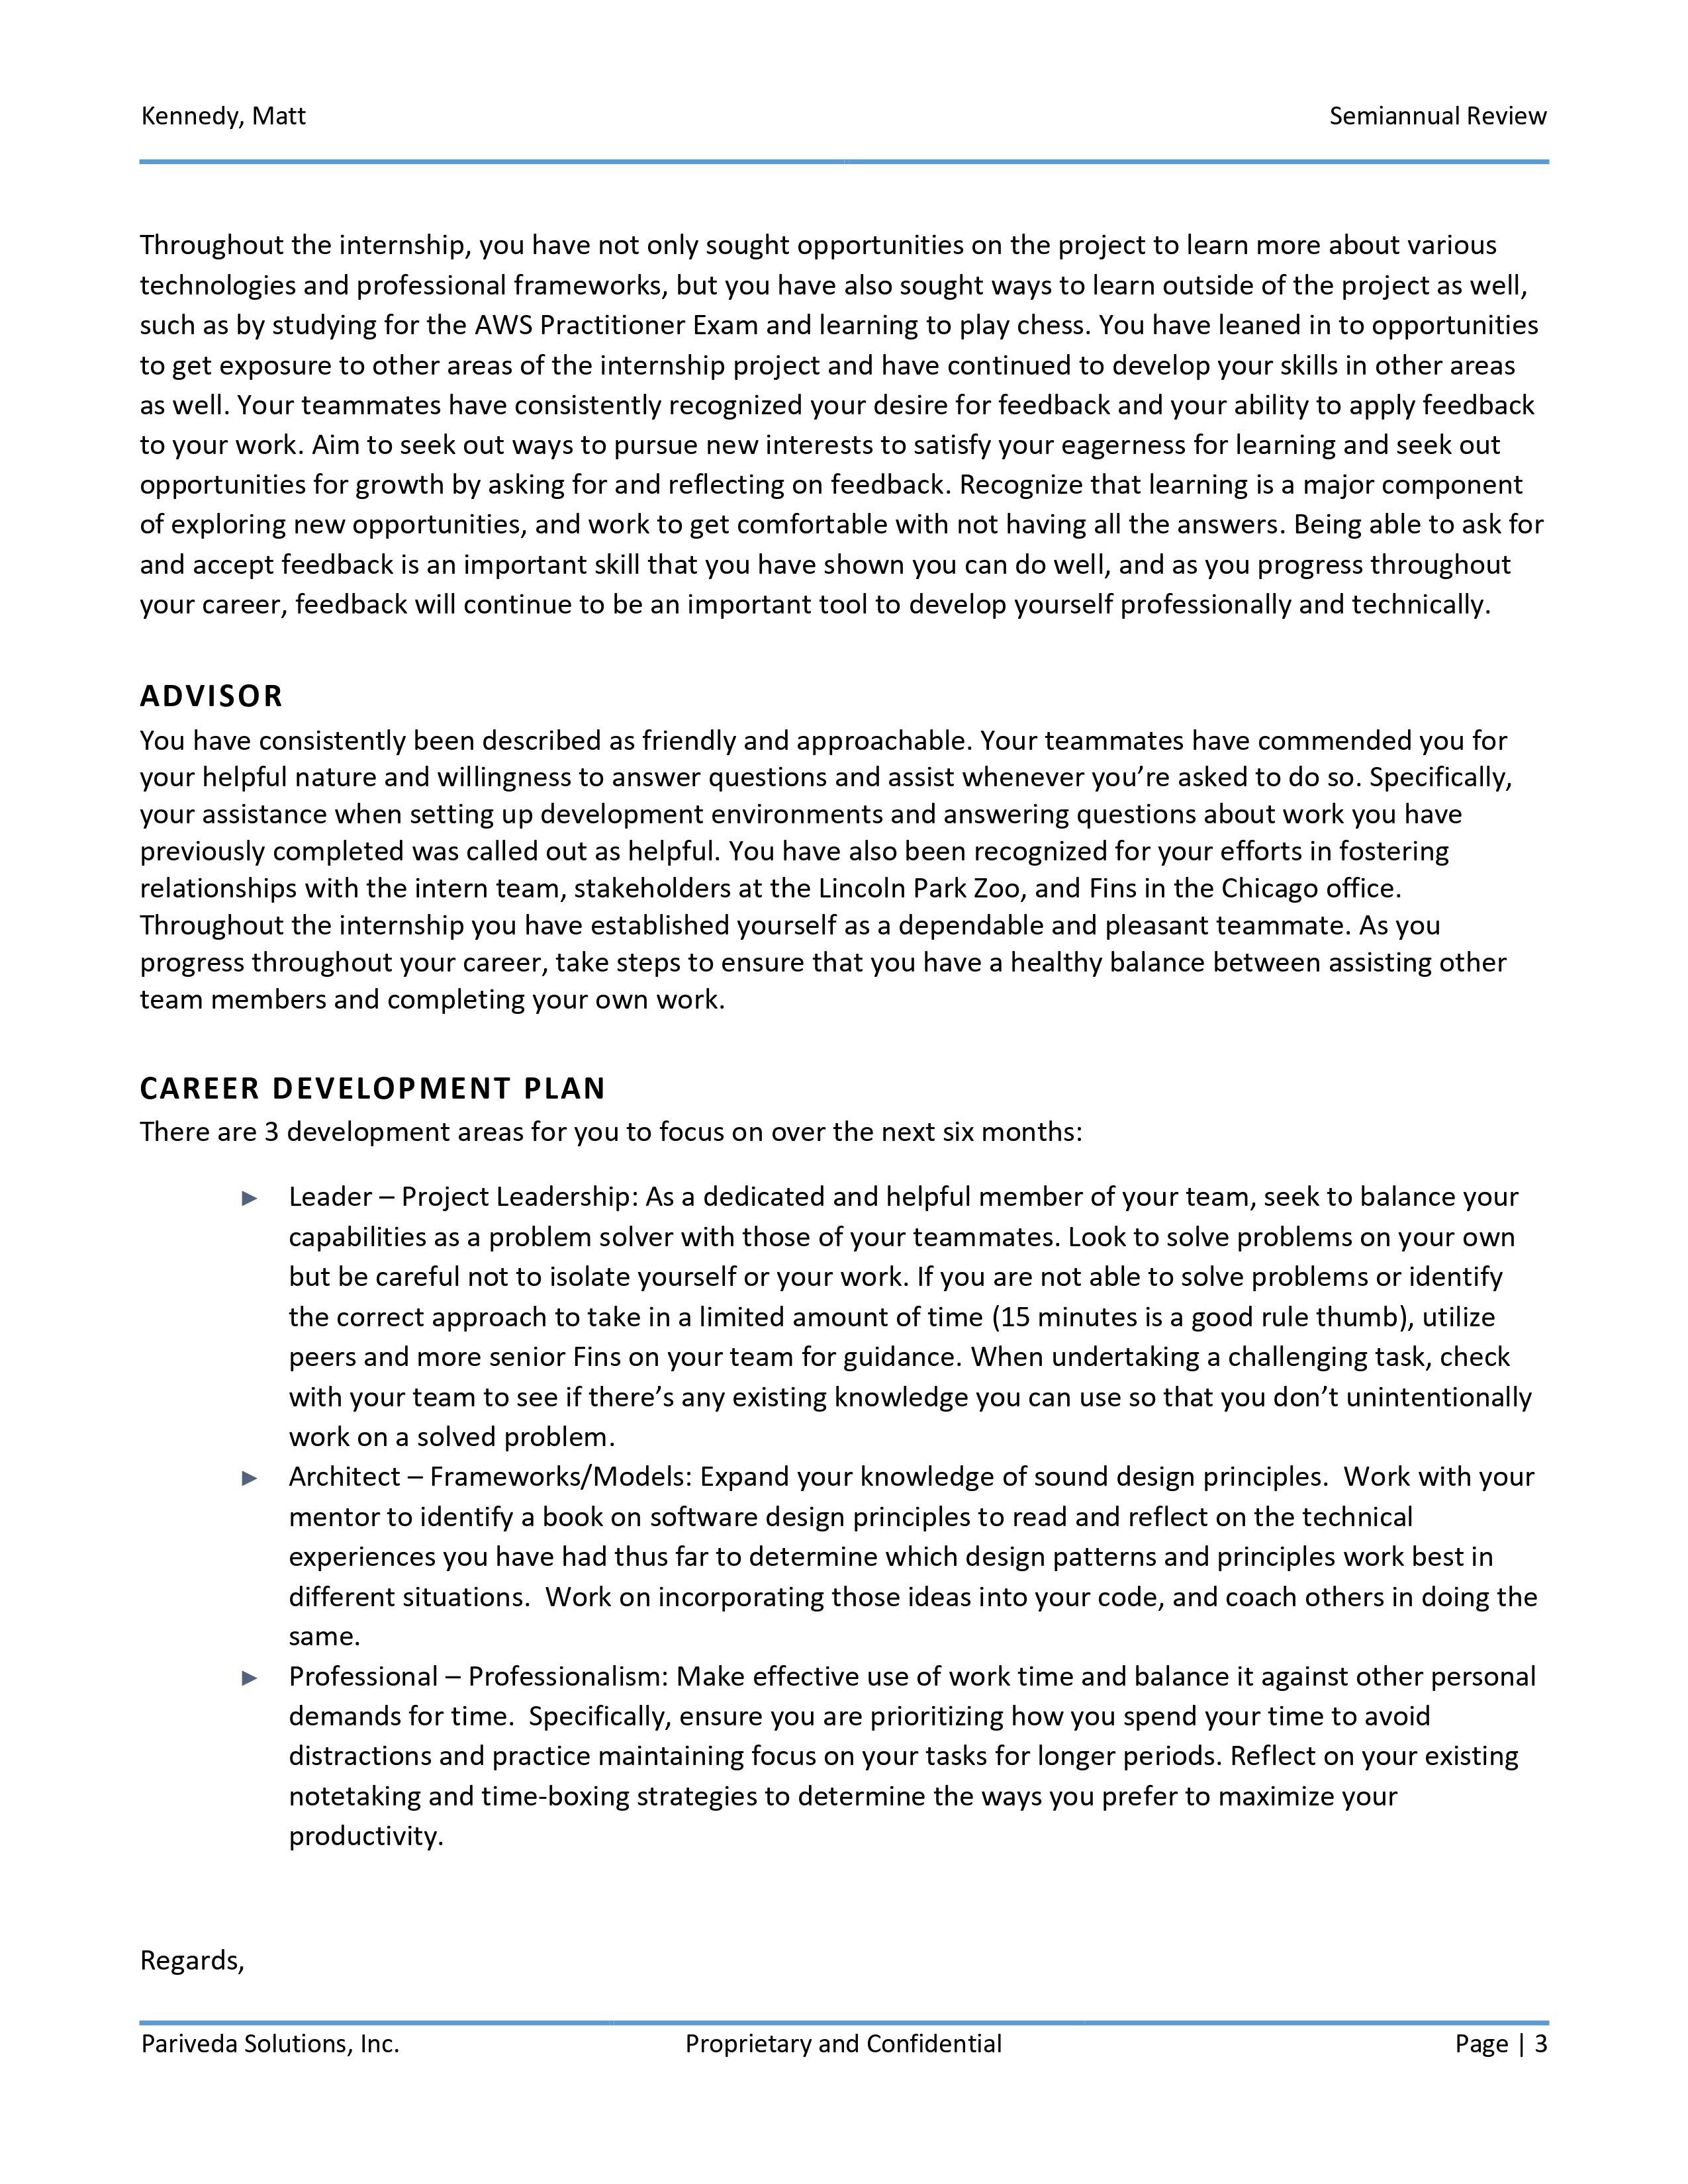 Kennedy, Matt
Semiannual Review
Throughout the internship, you have not only sought opportunities on the project to learn more about various
technologies and professional frameworks, but you have also sought ways to learn outside of the project as well,
such as by studying for the AWS Practitioner Exam and learning to play chess. You have leaned in to opportunities
to get exposure to other areas of the internship project and have continued to develop your skills in other areas
as well. Your teammates have consistently recognized your desire for feedback and your ability to apply feedback
to your work. Aim to seek out ways to pursue new interests to satisfy your eagerness for learning and seek out
opportunities for growth by asking for and reflecting on feedback. Recognize that learning is a major component
of exploring new opportunities, and work to get comfortable with not having all the answers. Being able to ask for
and accept feedback is an important skill that you have shown you can do well, and as you progress throughout
your career, feedback will continue to be an important tool to develop yourself professionally and technically.
ADVISOR
You have consistently been described as friendly and approachable. Your teammates have commended you for
your helpful nature and willingness to answer questions and assist whenever you’re asked to do so. Specifically,
your assistance when setting up development environments and answering questions about work you have
previously completed was called out as helpful. You have also been recognized for your efforts in fostering
relationships with the intern team, stakeholders at the Lincoln Park Zoo, and Fins in the Chicago office.
Throughout the internship you have established yourself as a dependable and pleasant teammate. As you
progress throughout your career, take steps to ensure that you have a healthy balance between assisting other
team members and completing your own work.
CAREER DEVELOPMENT PLAN
There are 3 development areas for you to focus on over the next six months:
► Leader – Project Leadership: As a dedicated and helpful member of your team, seek to balance your
capabilities as a problem solver with those of your teammates. Look to solve problems on your own
but be careful not to isolate yourself or your work. If you are not able to solve problems or identify
the correct approach to take in a limited amount of time (15 minutes is a good rule thumb), utilize
peers and more senior Fins on your team for guidance. When undertaking a challenging task, check
with your team to see if there’s any existing knowledge you can use so that you don’t unintentionally
work on a solved problem.
► Architect – Frameworks/Models: Expand your knowledge of sound design principles.  Work with your
mentor to identify a book on software design principles to read and reflect on the technical
experiences you have had thus far to determine which design patterns and principles work best in
different situations.  Work on incorporating those ideas into your code, and coach others in doing the
same.
► Professional – Professionalism: Make effective use of work time and balance it against other personal
demands for time.  Specifically, ensure you are prioritizing how you spend your time to avoid
distractions and practice maintaining focus on your tasks for longer periods. Reflect on your existing
notetaking and time-boxing strategies to determine the ways you prefer to maximize your
productivity.
Regards,
Pariveda Solutions, Inc.
Proprietary and Confidential
Page | 3